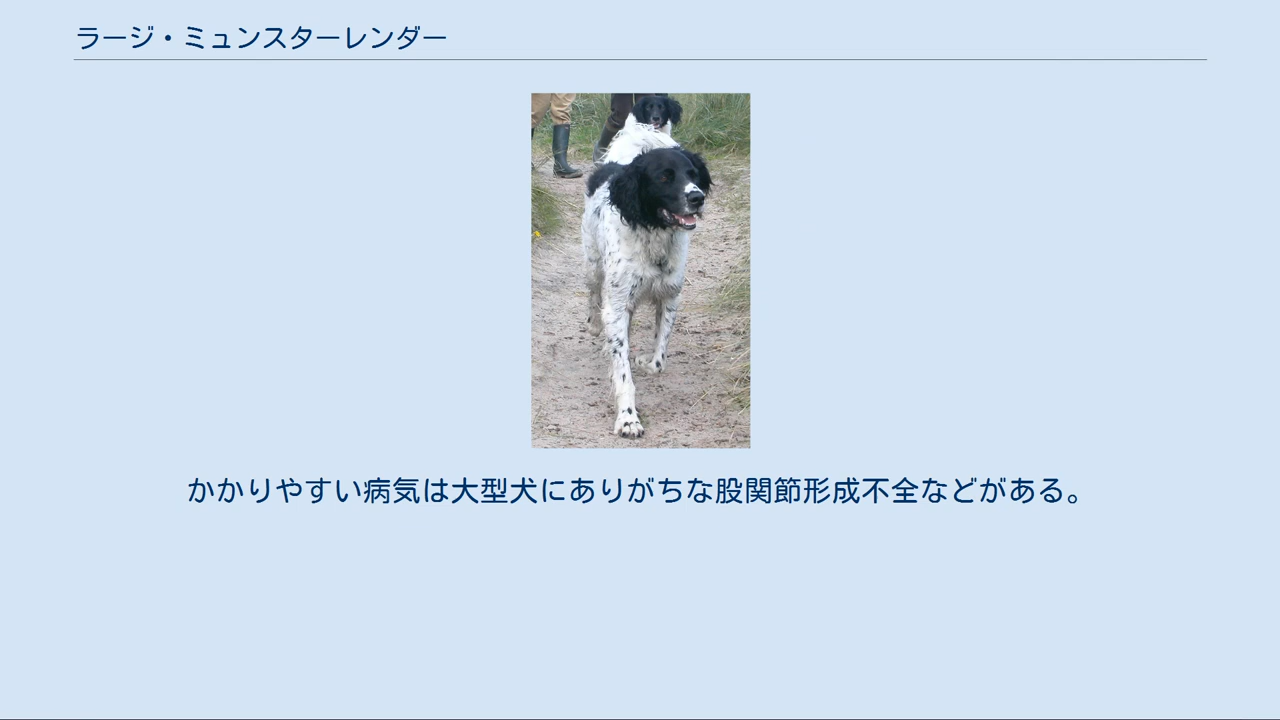 ラージ・ミュンスターレンダー
かかりやすい病気は大型犬にありがちな股関節形成不全などがある。